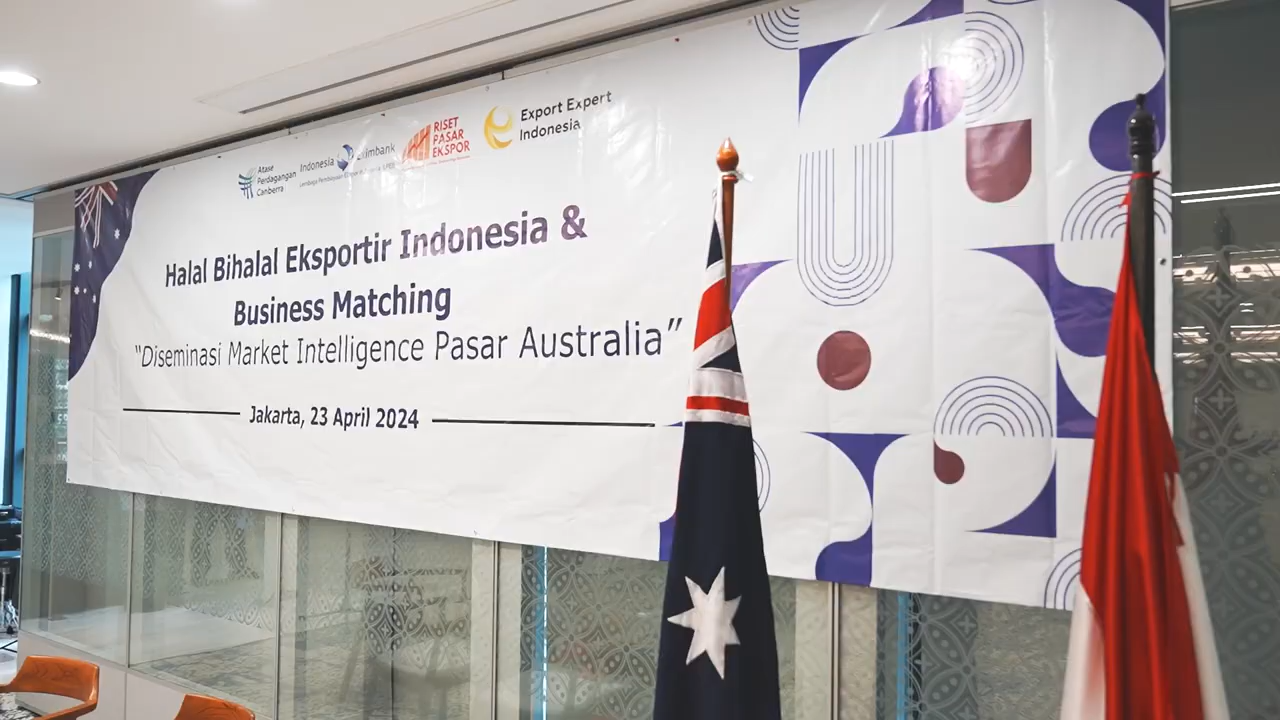 Atase
Perdagangan
Canberra
Indonesia Eximbank
RISET
PASAR
EKSPOR
Export Expert
Indonesia
Halal Bihalal Eksportir Indonesia &
Business Matching
“Diseminasi Market Intelligence Pasar Australia”
Jakarta, 23 April 2024